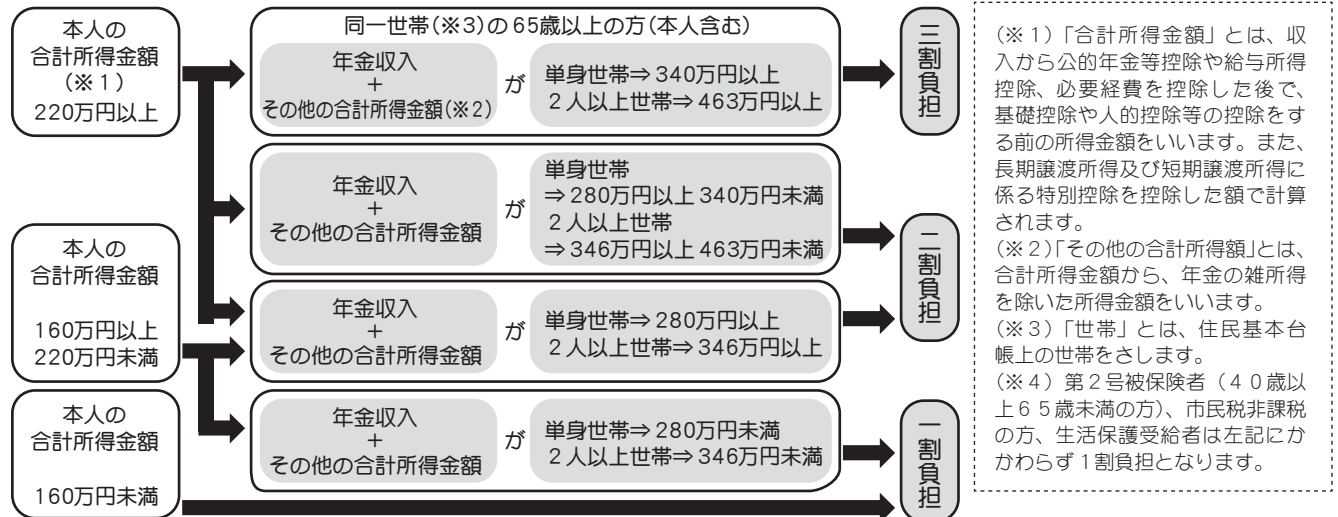 本人の
合計所得金額
(※1)
220万円以上
同一世帯(※3)の65歳以上の方(本人含む)
年金収入
+
その他の合計所得金額(※2)
が
単身世帯⇒340万円以上
2人以上世帯⇒463万円以上
三割負担
年金収入
+
その他の合計所得金額
が
単身世帯
⇒280万円以上340万円未満
2人以上世帯
⇒346万円以上463万円未満
本人の
合計所得金額
160万円以上
220万円未満
年金収入
+
その他の合計所得金額
が
単身世帯⇒280万円以上
2人以上世帯⇒346万円以上
二割負担
本人の
合計所得金額
160万円未満
年金収入
+
その他の合計所得金額
が
単身世帯⇒280万円未満
2人以上世帯⇒346万円未満
一割負担
(※1)「合計所得金額」とは、収
入から公的年金等控除や給与所得
控除、必要経費を控除した後で、
基礎控除や人的控除等の控除をす
る前の所得金額をいいます。また、
長期譲渡所得及び短期譲渡所得に
係る特別控除を控除した額で計算
されます。
(※2)「その他の合計所得額」とは、
合計所得金額から、年金の雑所得
を除いた所得金額をいいます。
(※3)「世帯」とは、住民基本台
帳上の世帯をさします。
(※4)第2号被保険者(40歳以
上65歳未満の方)、市民税非課税
の方、生活保護受給者は左記にか
かわらず1割負担となります。